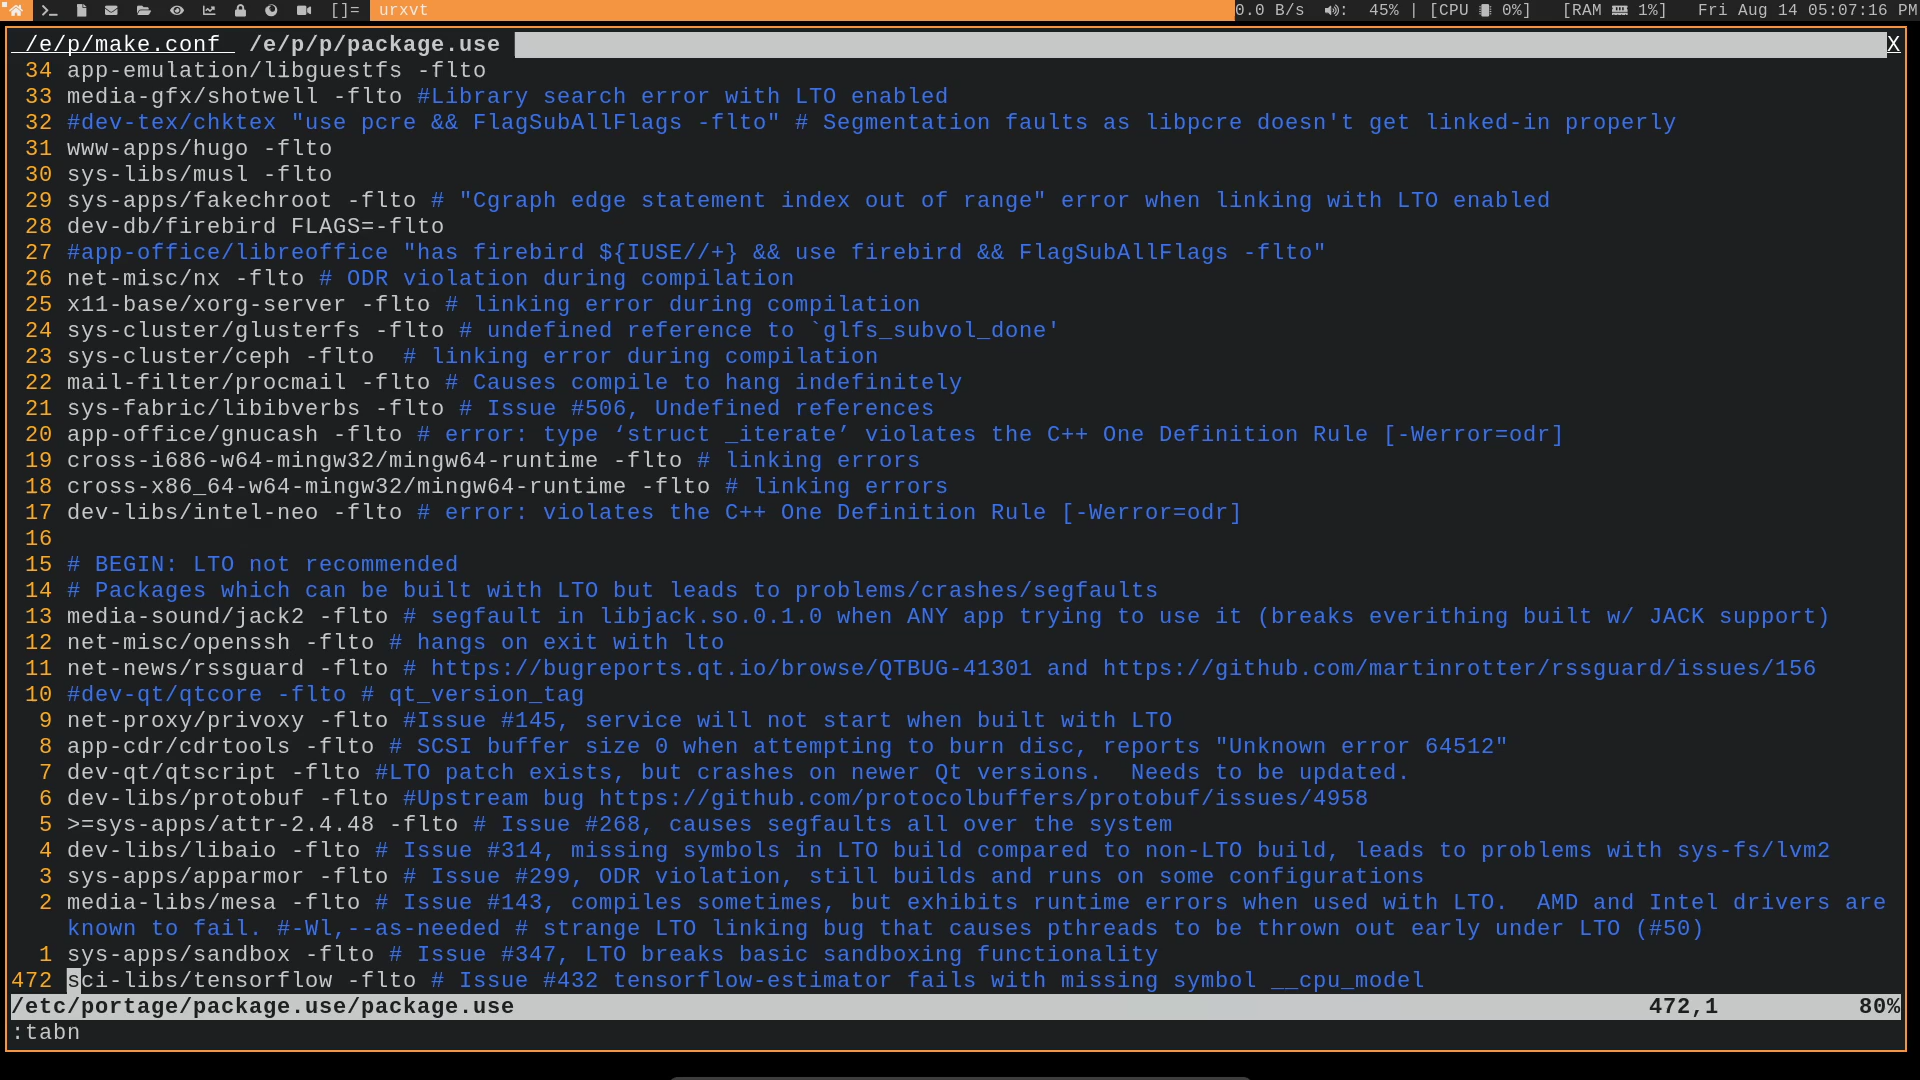 []= urxvt 0.0 B/s : 45% | [CPU 0%] [RAM 1%] Fri Aug 14 05:07:16 PM
/e/p/make.conf /e/p/p/package.use X
34 app-emulation/libguestfs -flto
33 media-gfx/shotwell -flto #Library search error with LTO enabled
32 #dev-tex/chktex "use pcre && FlagSubAllFlags -flto" # Segmentation faults as libpcre doesn't get linked-in properly
31 www-apps/hugo -flto
30 sys-libs/musl -flto
29 sys-apps/fakechroot -flto # "Cgraph edge statement index out of range" error when linking with LTO enabled
28 dev-db/firebird FLAGS=-flto
27 #app-office/libreoffice "has firebird ${IUSE//+} && use firebird && FlagSubAllFlags -flto"
26 net-misc/nx -flto # ODR violation during compilation
25 x11-base/xorg-server -flto # linking error during compilation
24 sys-cluster/glusterfs -flto # undefined reference to `glfs_subvol_done'
23 sys-cluster/ceph -flto  # linking error during compilation
22 mail-filter/procmail -flto # Causes compile to hang indefinitely
21 sys-fabric/libibverbs -flto # Issue #506, Undefined references
20 app-office/gnucash -flto # error: type ‘struct _iterate’ violates the C++ One Definition Rule [-Werror=odr]
19 cross-i686-w64-mingw32/mingw64-runtime -flto # linking errors
18 cross-x86_64-w64-mingw32/mingw64-runtime -flto # linking errors
17 dev-libs/intel-neo -flto # error: violates the C++ One Definition Rule [-Werror=odr]
16
15 # BEGIN: LTO not recommended
14 # Packages which can be built with LTO but leads to problems/crashes/segfaults
13 media-sound/jack2 -flto # segfault in libjack.so.0.1.0 when ANY app trying to use it (breaks everithing built w/ JACK support)
12 net-misc/openssh -flto # hangs on exit with lto
11 net-news/rssguard -flto # https://bugreports.qt.io/browse/QTBUG-41301 and https://github.com/martinrotter/rssguard/issues/156
10 #dev-qt/qtcore -flto # qt_version_tag
9 net-proxy/privoxy -flto #Issue #145, service will not start when built with LTO
8 app-cdr/cdrtools -flto # SCSI buffer size 0 when attempting to burn disc, reports "Unknown error 64512"
7 dev-qt/qtscript -flto #LTO patch exists, but crashes on newer Qt versions.  Needs to be updated.
6 dev-libs/protobuf -flto #Upstream bug https://github.com/protocolbuffers/protobuf/issues/4958
5 >=sys-apps/attr-2.4.48 -flto # Issue #268, causes segfaults all over the system
4 dev-libs/libaio -flto # Issue #314, missing symbols in LTO build compared to non-LTO build, leads to problems with sys-fs/lvm2
3 sys-apps/apparmor -flto # Issue #299, ODR violation, still builds and runs on some configurations
2 media-libs/mesa -flto # Issue #143, compiles sometimes, but exhibits runtime errors when used with LTO.  AMD and Intel drivers are
known to fail. #-Wl,--as-needed # strange LTO linking bug that causes pthreads to be thrown out early under LTO (#50)
1 sys-apps/sandbox -flto # Issue #347, LTO breaks basic sandboxing functionality
472 sci-libs/tensorflow -flto # Issue #432 tensorflow-estimator fails with missing symbol __cpu_model
/etc/portage/package.use/package.use 472,1 80%
:tabn